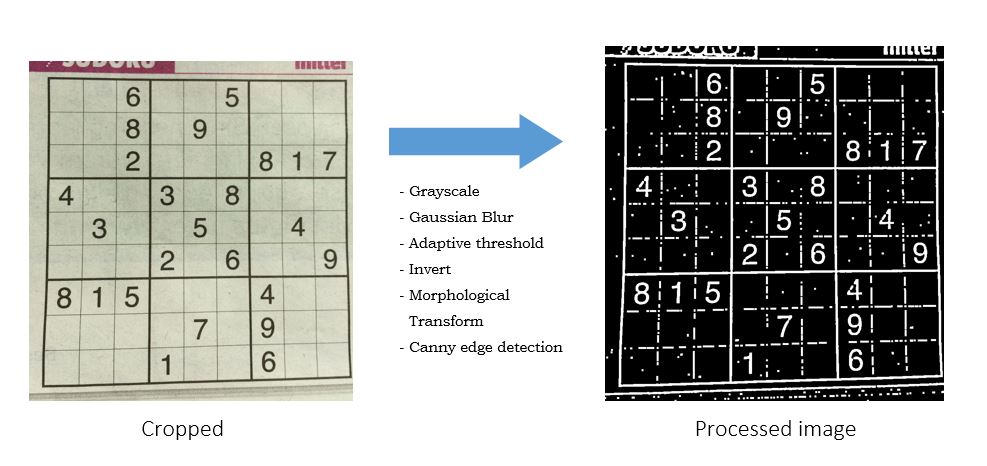 SUDOKU mittel
6 5
8 9
2 8 1 7
4 3 8
3 5 4
2 6 9
8 1 5 4
7 9
1 6
- Grayscale
- Gaussian Blur
- Adaptive threshold
- Invert
- Morphological
Transform
- Canny edge detection
SUDOKU mittel
6 5
8 9
2 8 1 7
4 3 8
3 5 4
2 6 9
8 1 5 4
7 9
1 6
Cropped
Processed image